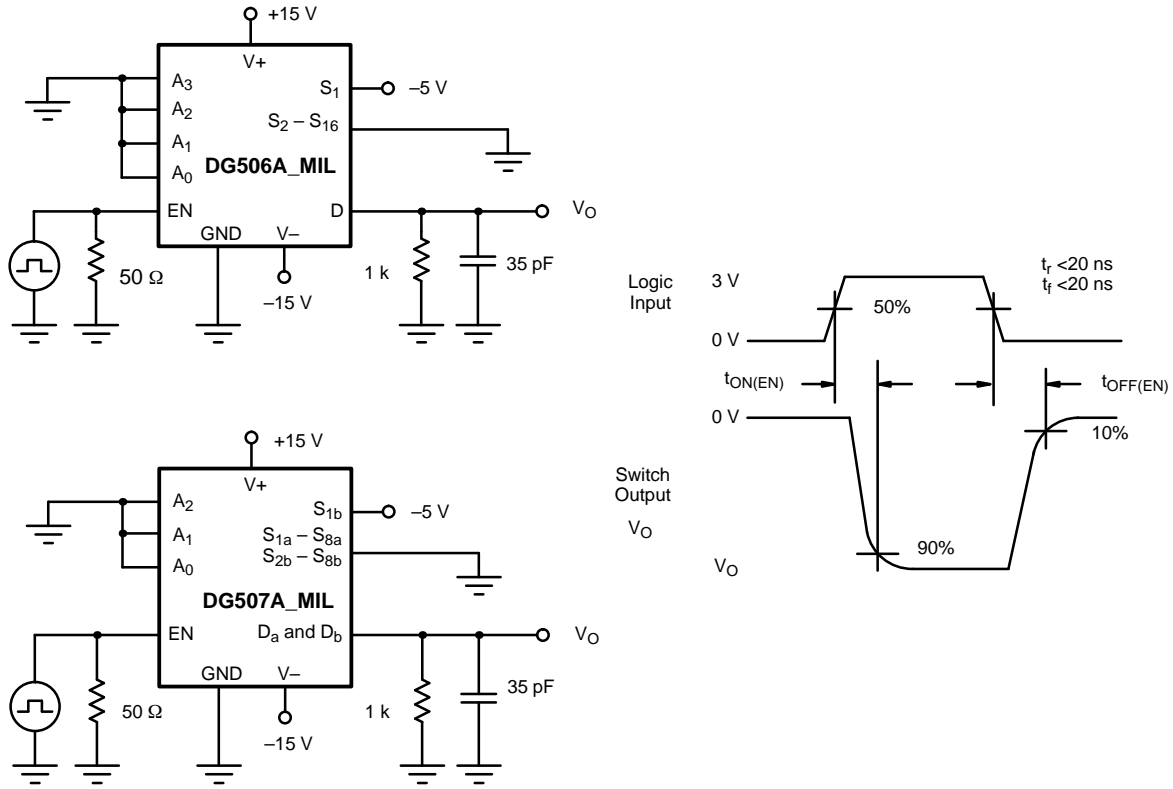 +15 V
V+
A3
A2
A1
A0
S1
–5 V
S2 – S16
DG506A_MIL
EN
D
VO
GND
V–
50 Ω
–15 V
1 k
35 pF
+15 V
V+
A2
A1
A0
S1b
–5 V
S1a – S8a
S2b – S8b
DG507A_MIL
EN
Da and Db
VO
GND
V–
50 Ω
–15 V
1 k
35 pF
Logic
Input
3 V
50%
tr <20 ns
tf <20 ns
0 V
tON(EN)
tOFF(EN)
0 V
10%
Switch
Output
VO
90%
VO